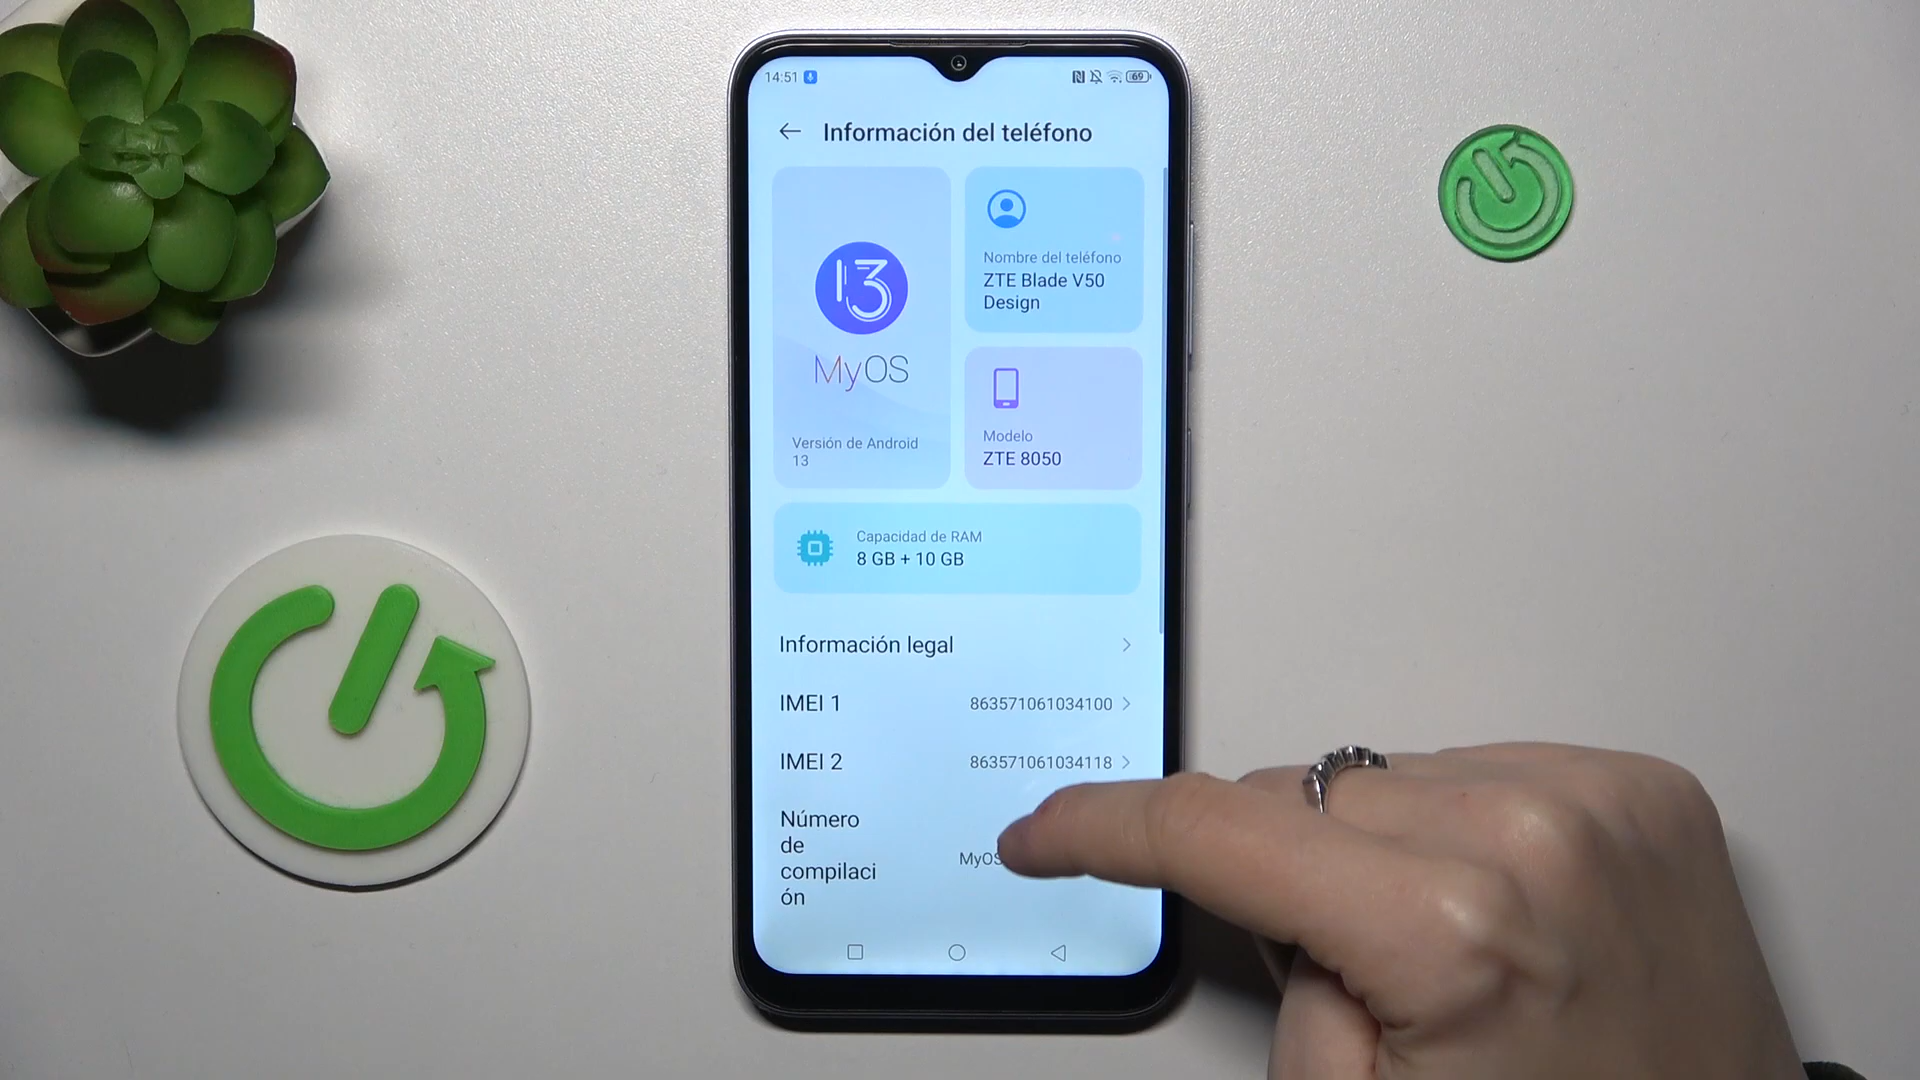 14:51
69
Información del teléfono
13
MyOS
Versión de Android
13
Nombre del teléfono
ZTE Blade V50
Design
Modelo
ZTE 8050
Capacidad de RAM
8 GB + 10 GB
Información legal
IMEI 1
863571061034100
IMEI 2
863571061034118
Número
de
compilaci
ón